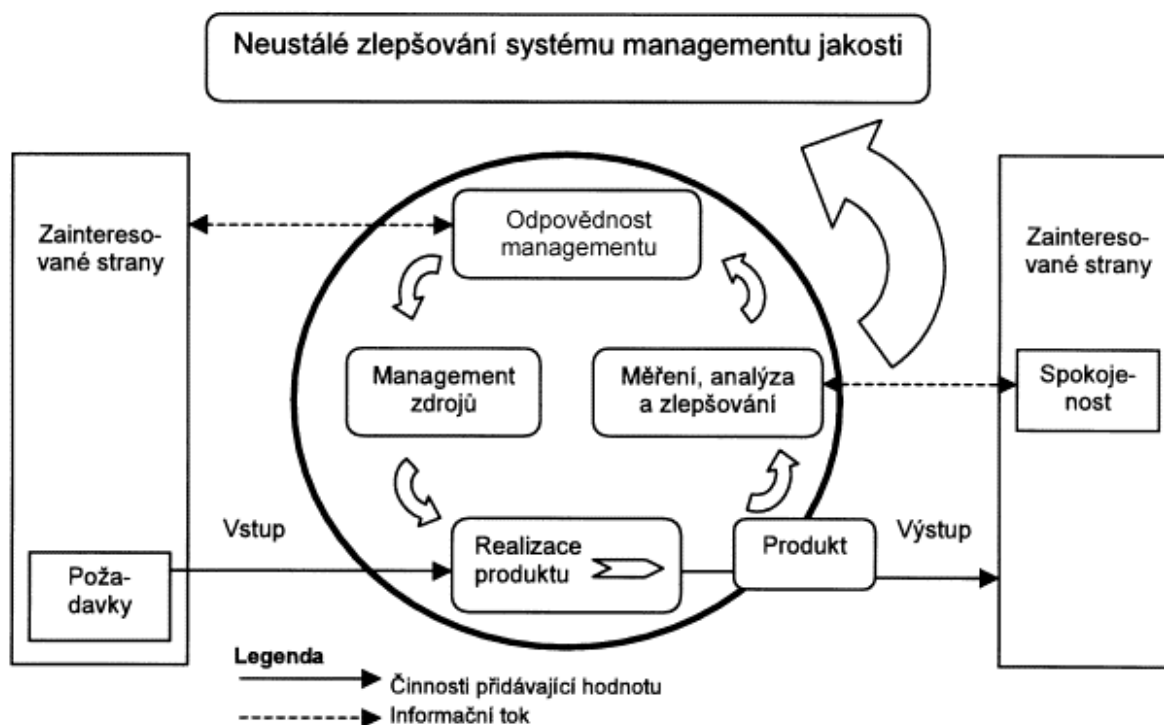 Neustálé zlepšování systému managementu jakosti
Zaintereso-
vané strany
Odpovědnost
managementu
Zaintereso-
vané strany
Management
zdrojů
Měření, analýza
a zlepšování
Spokoje-
nost
Vstup
Realizace
produktu
Produkt
Výstup
Poža-
davky
Legenda
Činnosti přidávající hodnotu
Informační tok